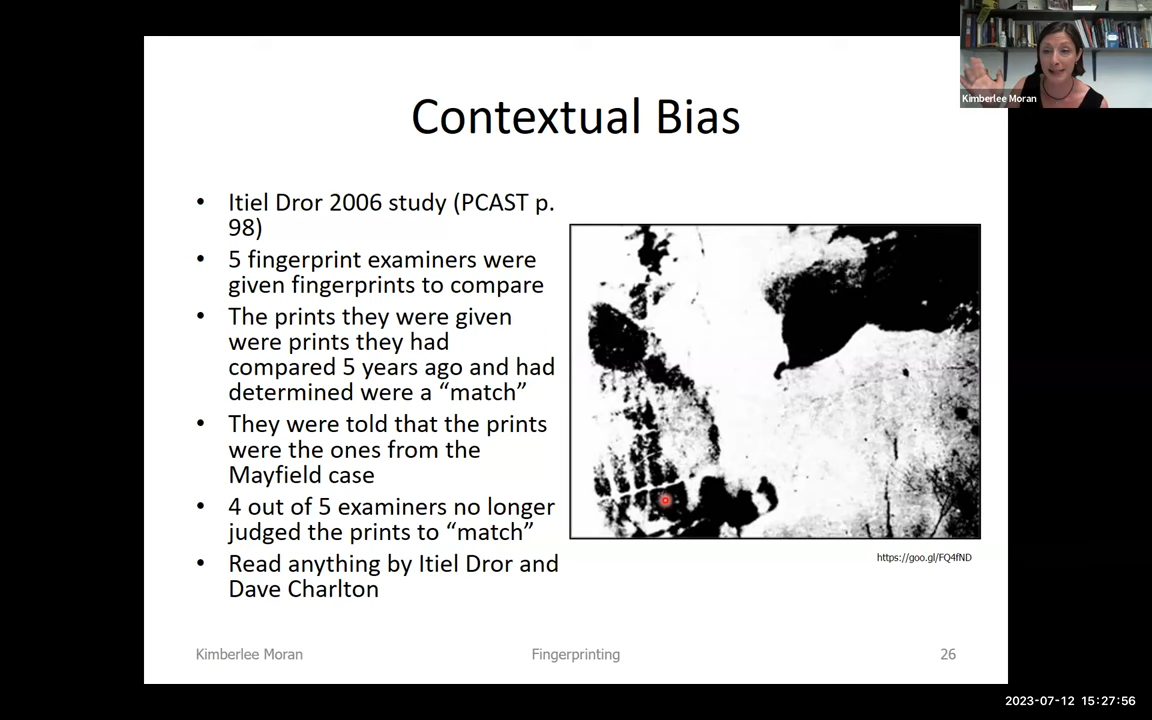 Kimberlee Moran
Contextual Bias
• Itiel Dror 2006 study (PCAST p.
98)
• 5 fingerprint examiners were
given fingerprints to compare
• The prints they were given
were prints they had
compared 5 years ago and had
determined were a “match”
• They were told that the prints
were the ones from the
Mayfield case
• 4 out of 5 examiners no longer
judged the prints to “match”
• Read anything by Itiel Dror and
Dave Charlton
https://goo.gl/FQ4fND
Kimberlee Moran
Fingerprinting
26
2023-07-12 15:27:56